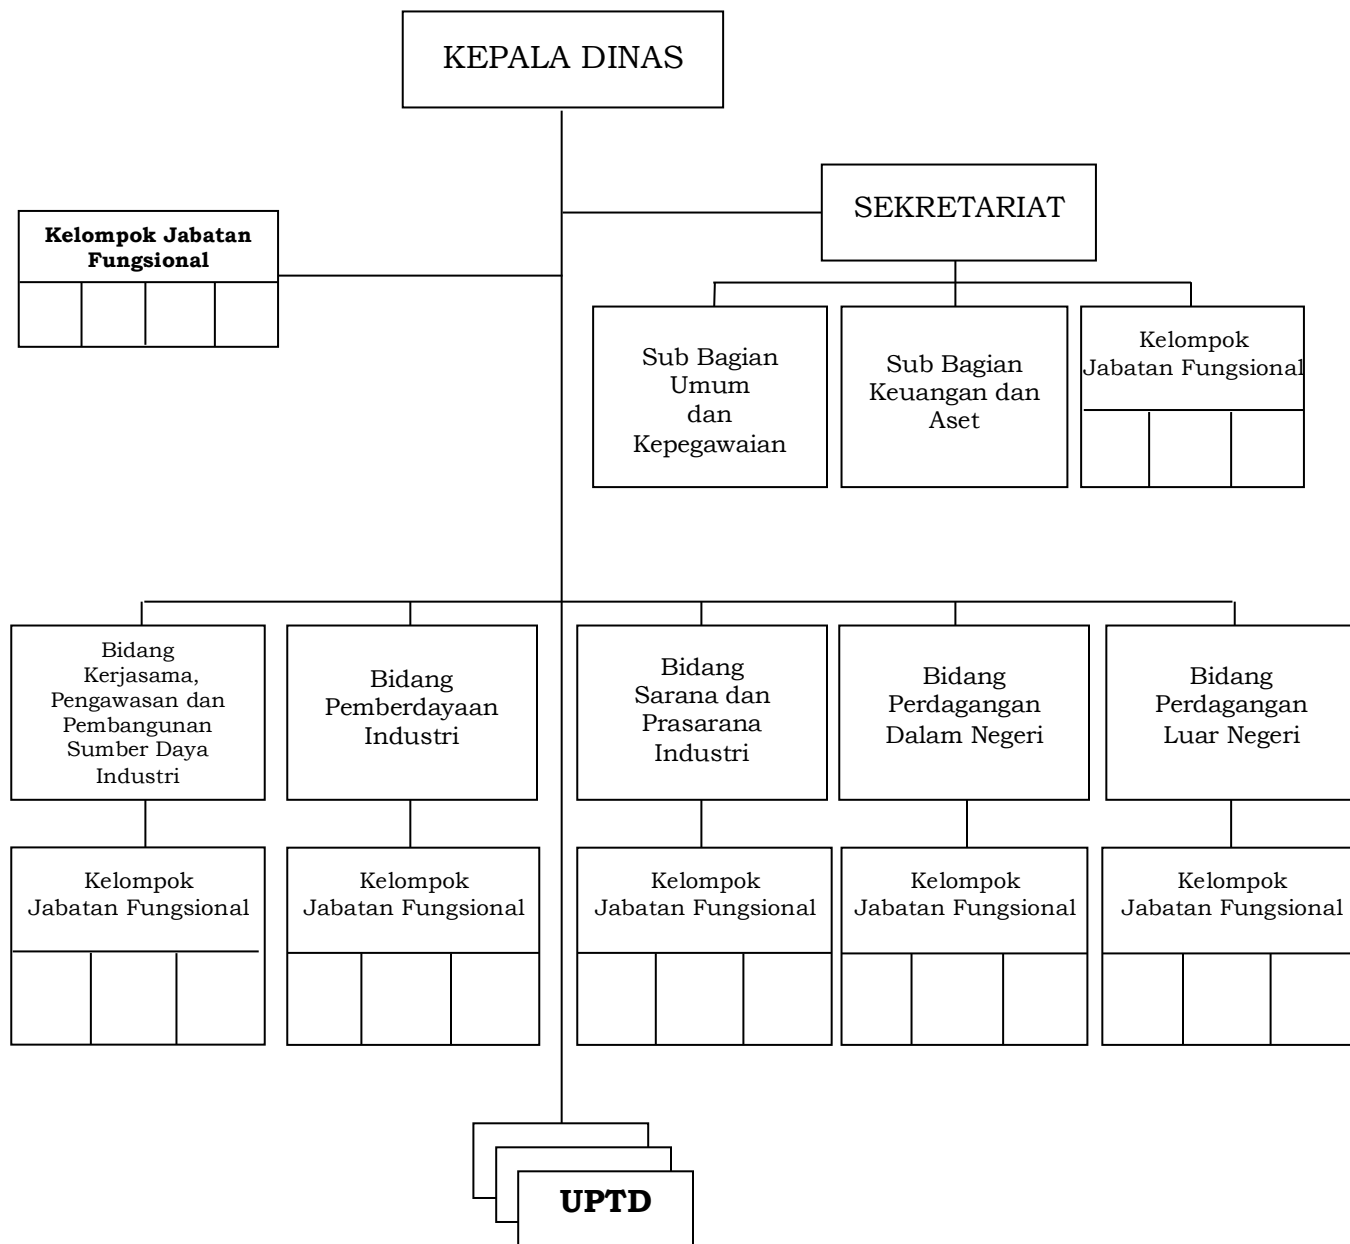 KEPALA DINAS
SEKRETARIAT
Kelompok Jabatan
Fungsional
Sub Bagian
Umum
dan
Kepegawaian
Sub Bagian
Keuangan dan
Aset
Kelompok
Jabatan Fungsional
Bidang
Kerjasama,
Pengawasan dan
Pembangunan
Sumber Daya
Industri
Bidang
Pemberdayaan
Industri
Bidang
Sarana dan
Prasarana
Industri
Bidang
Perdagangan
Dalam Negeri
Bidang
Perdagangan
Luar Negeri
Kelompok
Jabatan Fungsional
Kelompok
Jabatan Fungsional
Kelompok
Jabatan Fungsional
Kelompok
Jabatan Fungsional
Kelompok
Jabatan Fungsional
UPTD